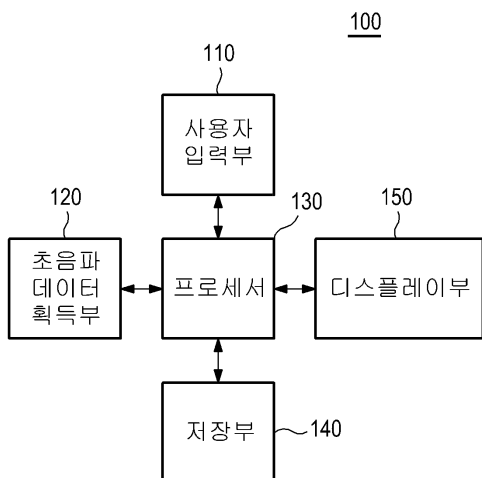 100
110
사용자
입력부
120
초음파
데이터
획득부
130
프로세서
150
디스플레이부
저장부
140